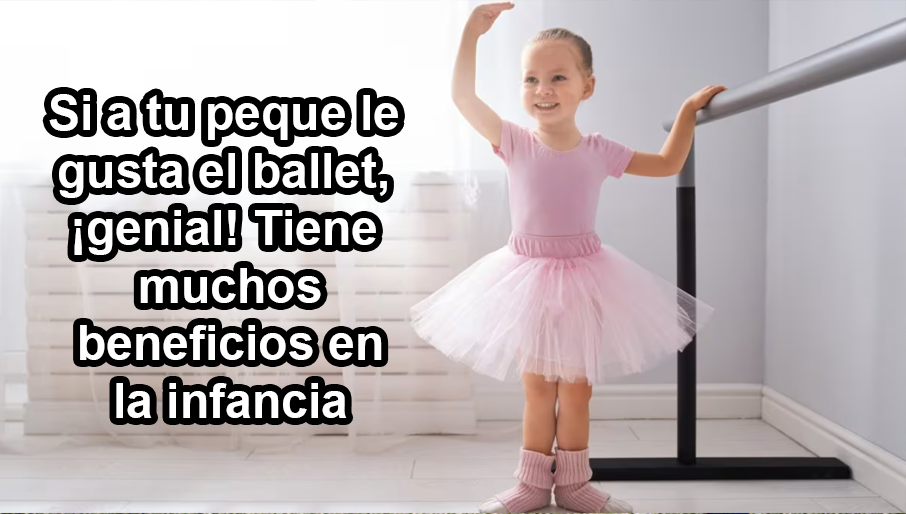 Si a tu peque le
gusta el ballet,
¡genial! Tiene
muchos
beneficios en
la infancia